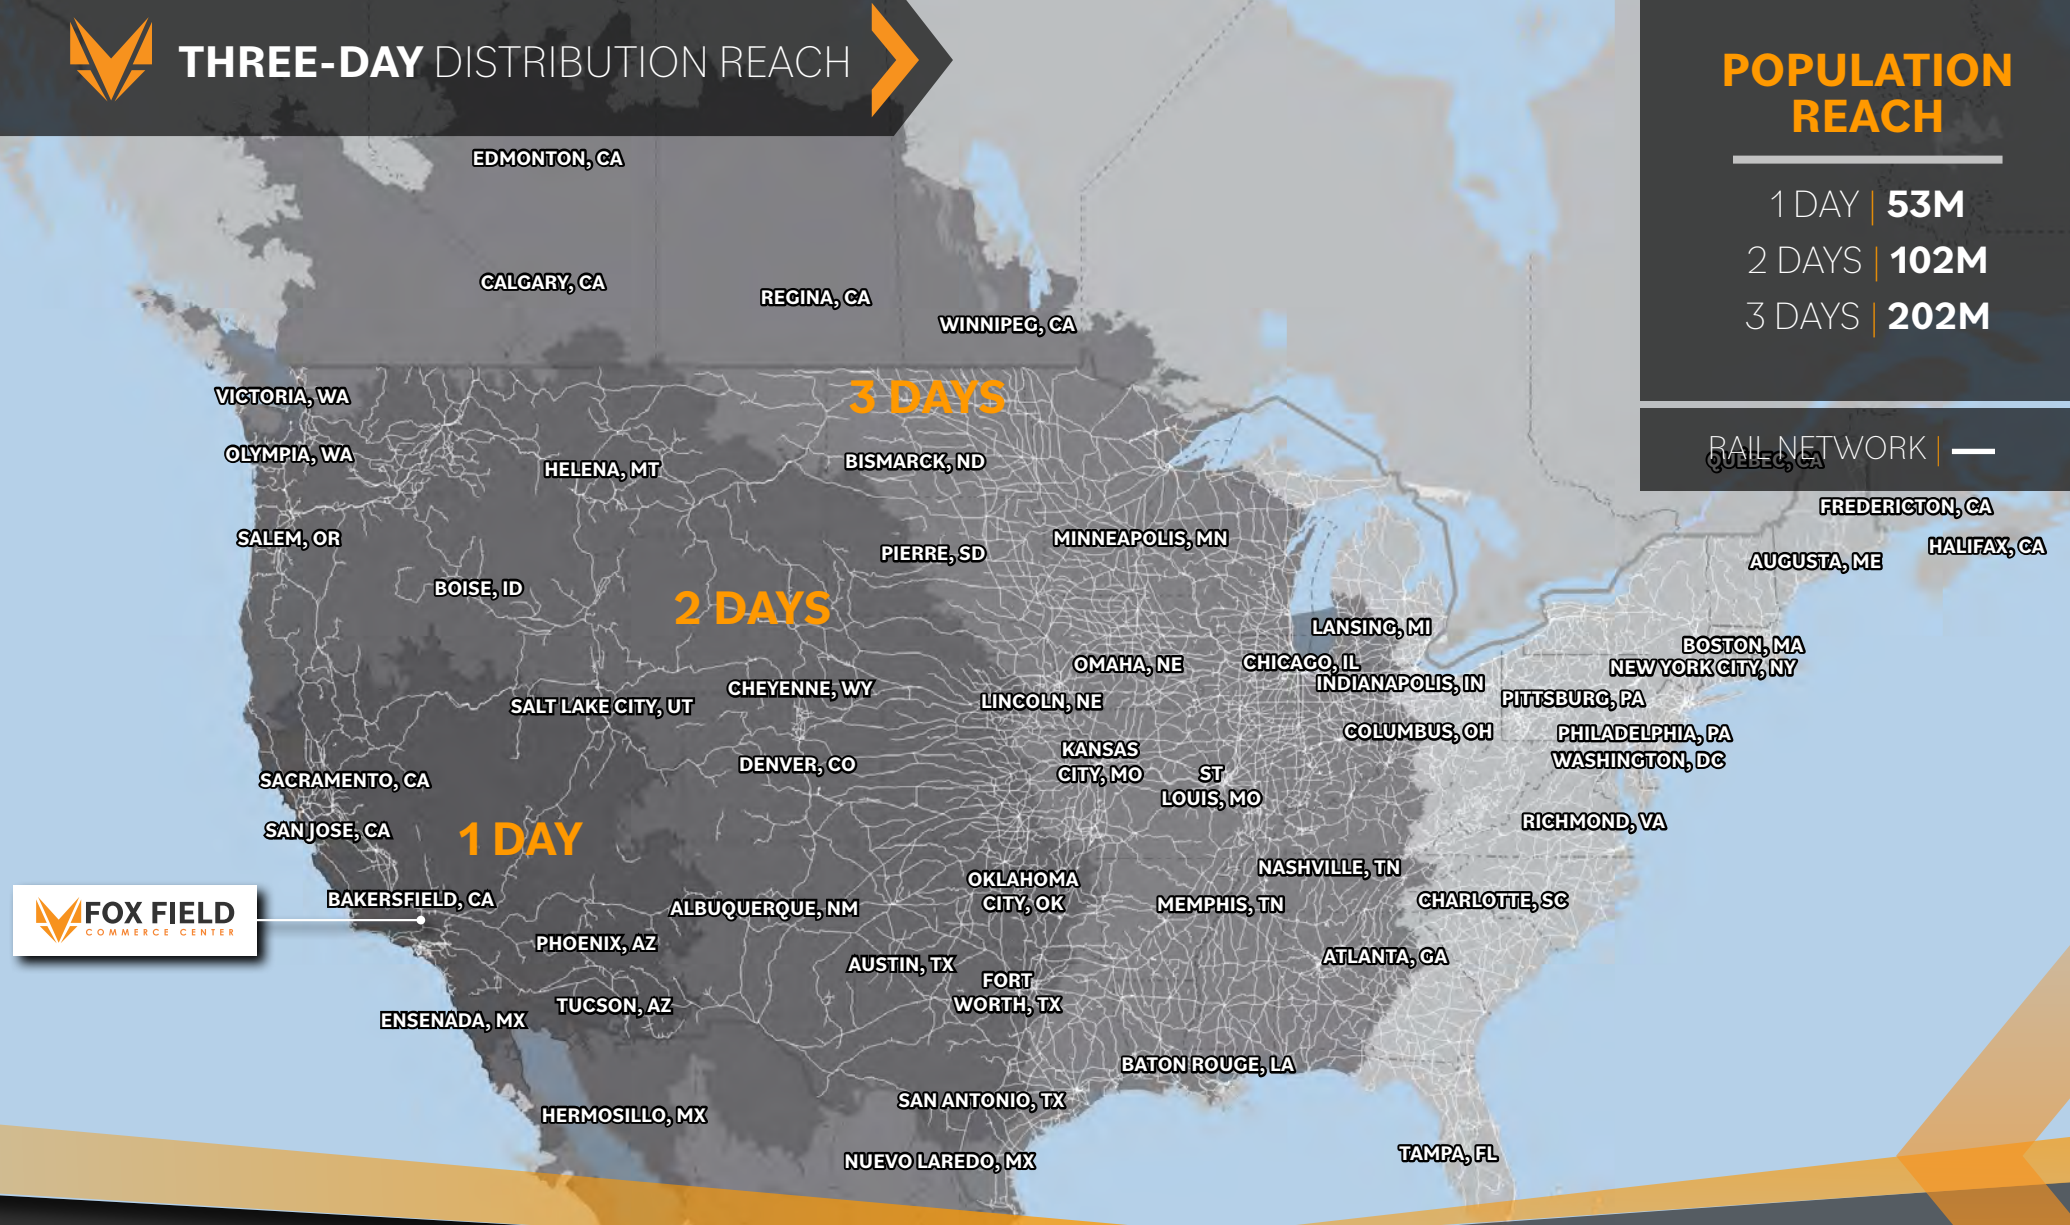 THREE-DAY DISTRIBUTION REACH
POPULATION
REACH
1 DAY | 53M
2 DAYS | 102M
3 DAYS | 202M
RAIL NETWORK | —
QUEBEC, CA
EDMONTON, CA
CALGARY, CA
REGINA, CA
WINNIPEG, CA
3 DAYS
VICTORIA, WA
OLYMPIA, WA
HELENA, MT
BISMARCK, ND
FREDERICTON, CA
SALEM, OR
MINNEAPOLIS, MN
HALIFAX, CA
PIERRE, SD
AUGUSTA, ME
BOISE, ID
2 DAYS
LANSING, MI
BOSTON, MA
OMAHA, NE
CHICAGO, IL
NEW YORK CITY, NY
INDIANAPOLIS, IN
CHEYENNE, WY
PITTSBURG, PA
SALT LAKE CITY, UT
LINCOLN, NE
COLUMBUS, OH
PHILADELPHIA, PA
KANSAS
CITY, MO
WASHINGTON, DC
DENVER, CO
SACRAMENTO, CA
ST
LOUIS, MO
SAN JOSE, CA
1 DAY
RICHMOND, VA
NASHVILLE, TN
OKLAHOMA
CITY, OK
BAKERSFIELD, CA
ALBUQUERQUE, NM
MEMPHIS, TN
CHARLOTTE, SC
FOX FIELD
COMMERCE CENTER
PHOENIX, AZ
AUSTIN, TX
ATLANTA, GA
FORT
WORTH, TX
TUCSON, AZ
ENSENADA, MX
BATON ROUGE, LA
SAN ANTONIO, TX
HERMOSILLO, MX
NUEVO LAREDO, MX
TAMPA, FL